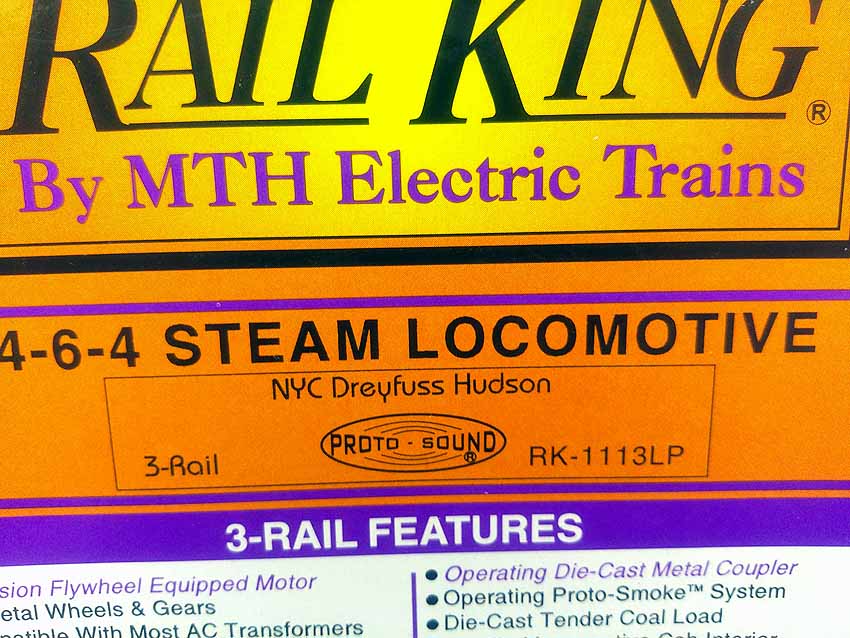 RAIL KING®
By MTH Electric Trains
4-6-4 STEAM LOCOMOTIVE
NYC Dreyfuss Hudson
3-Rail
PROTO-SOUND®
RK-1113LP
3-RAIL FEATURES
Flywheel Equipped Motor
Wheels & Gears
With Most AC Transformers
• Operating Die-Cast Metal Coupler
• Operating Proto-Smoke™ System
• Die-Cast Tender Coal Load